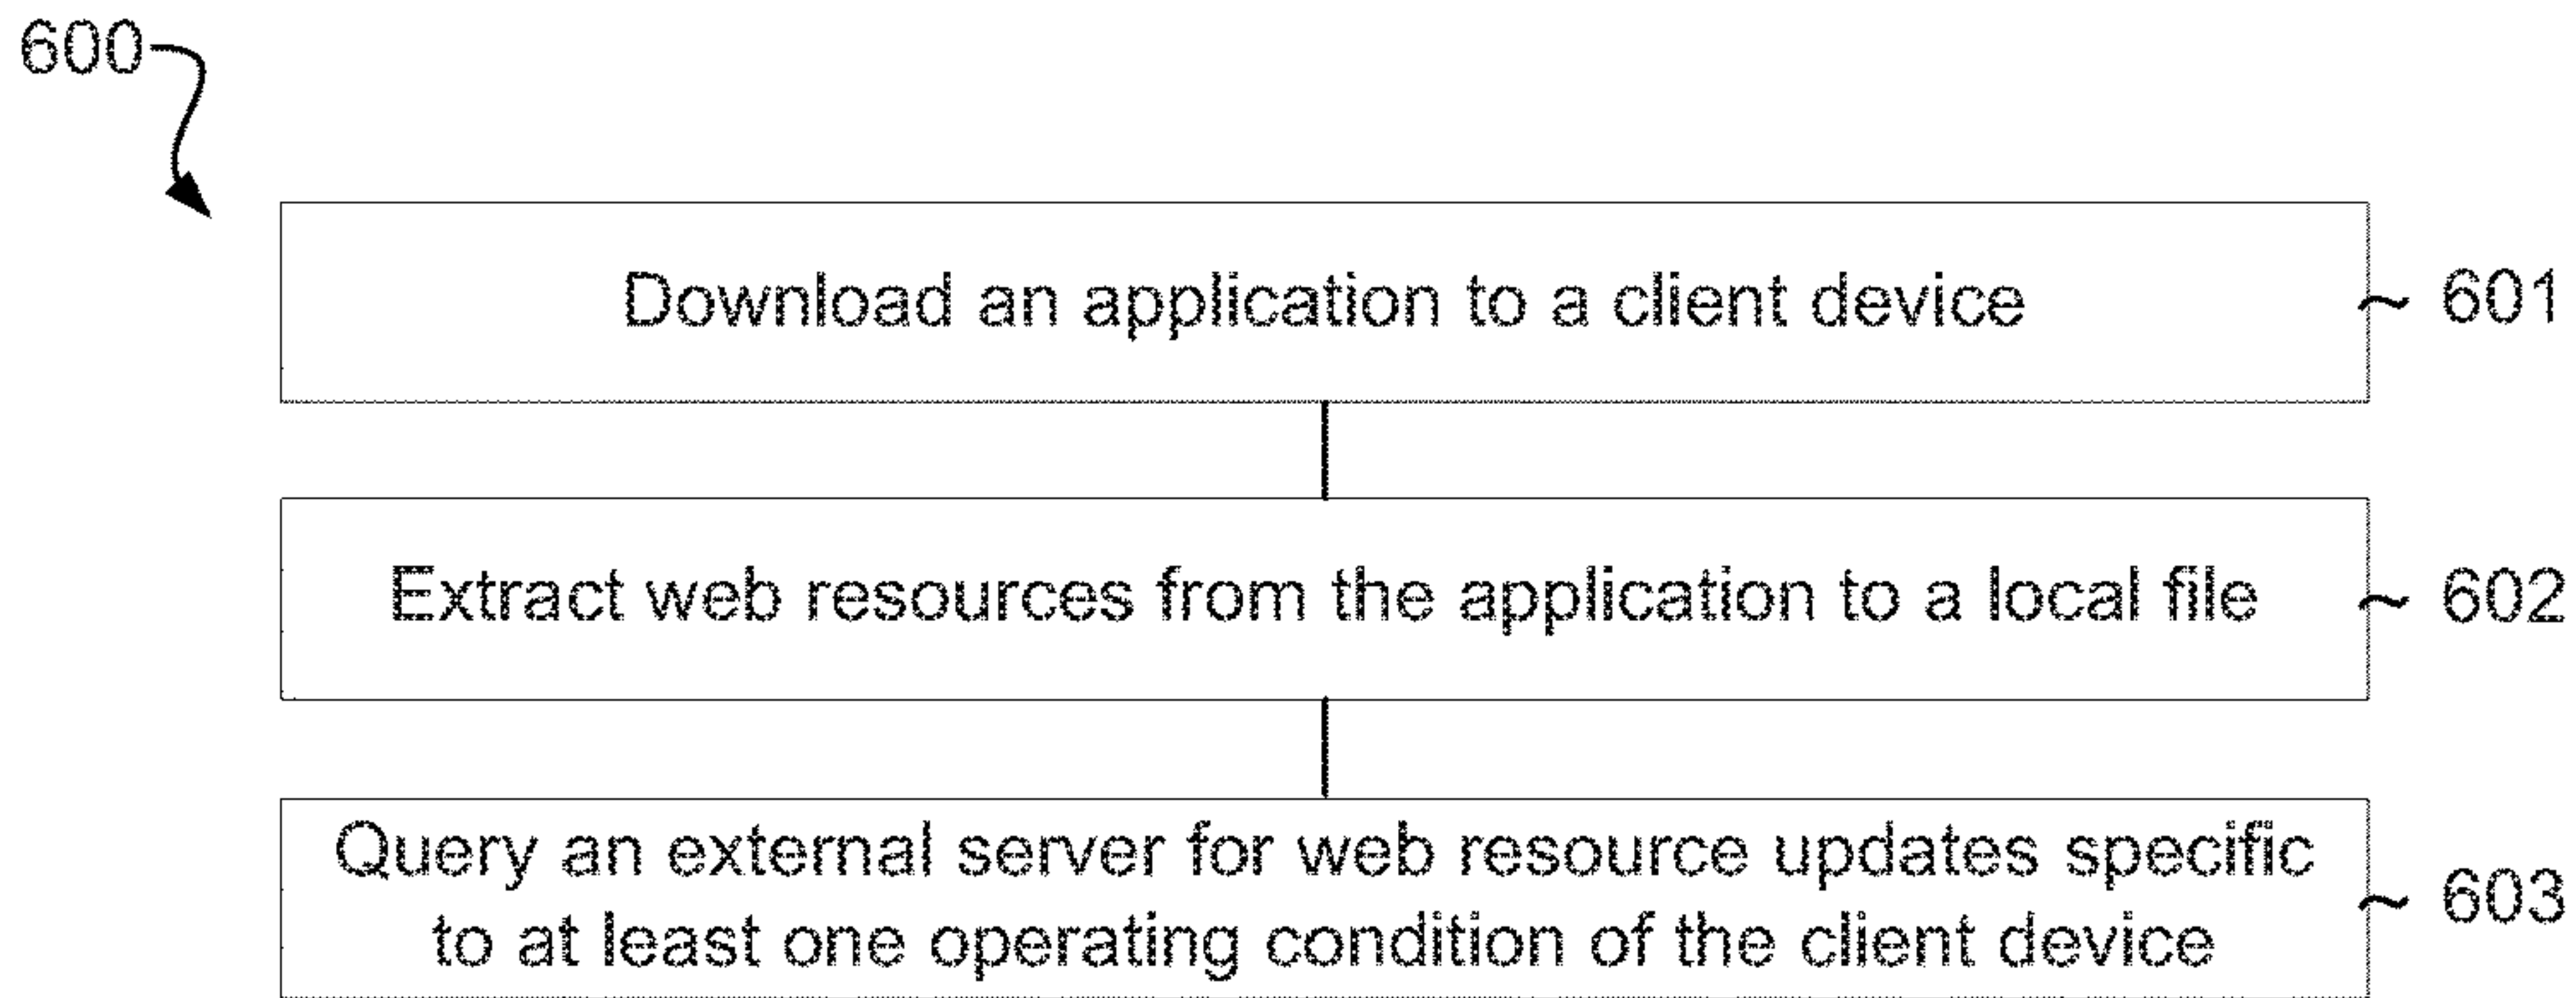 600
Download an application to a client device
~ 601
Extract web resources from the application to a local file
~ 602
Query an external server for web resource updates specific
to at least one operating condition of the client device
~ 603